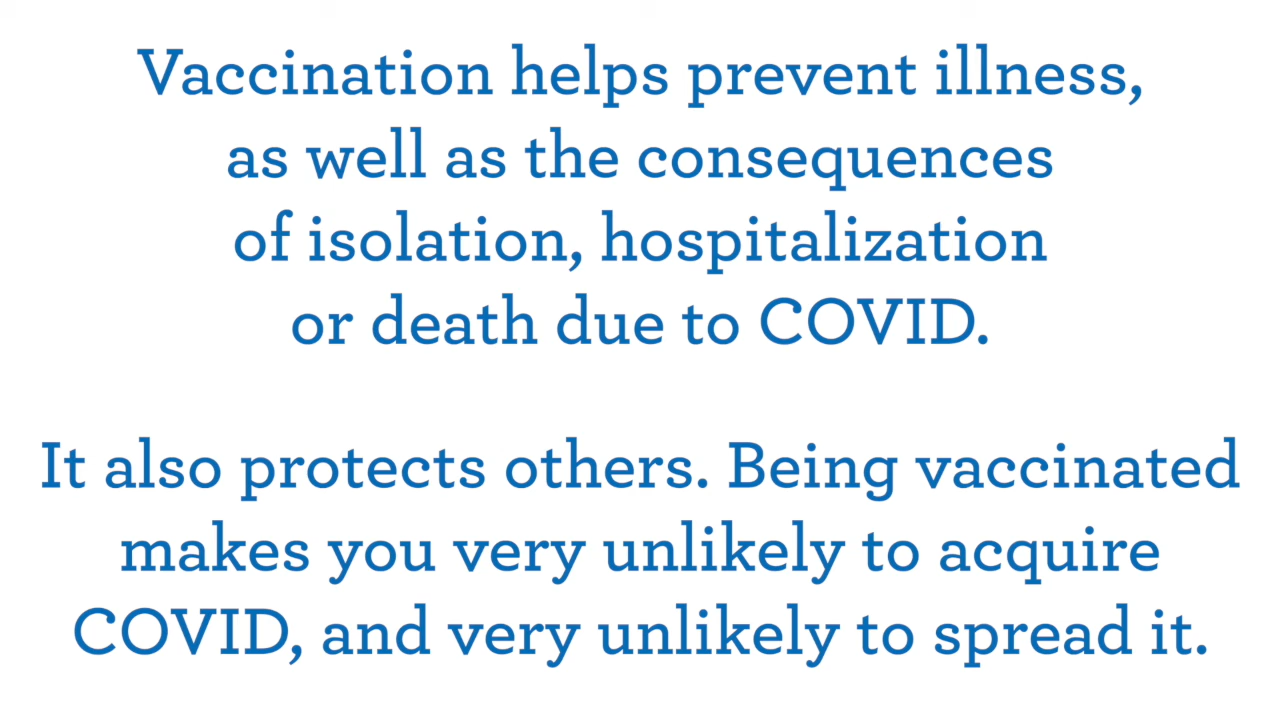 Vaccination helps prevent illness,
as well as the consequences
of isolation, hospitalization
or death due to COVID.
It also protects others. Being vaccinated
makes you very unlikely to acquire
COVID, and very unlikely to spread it.